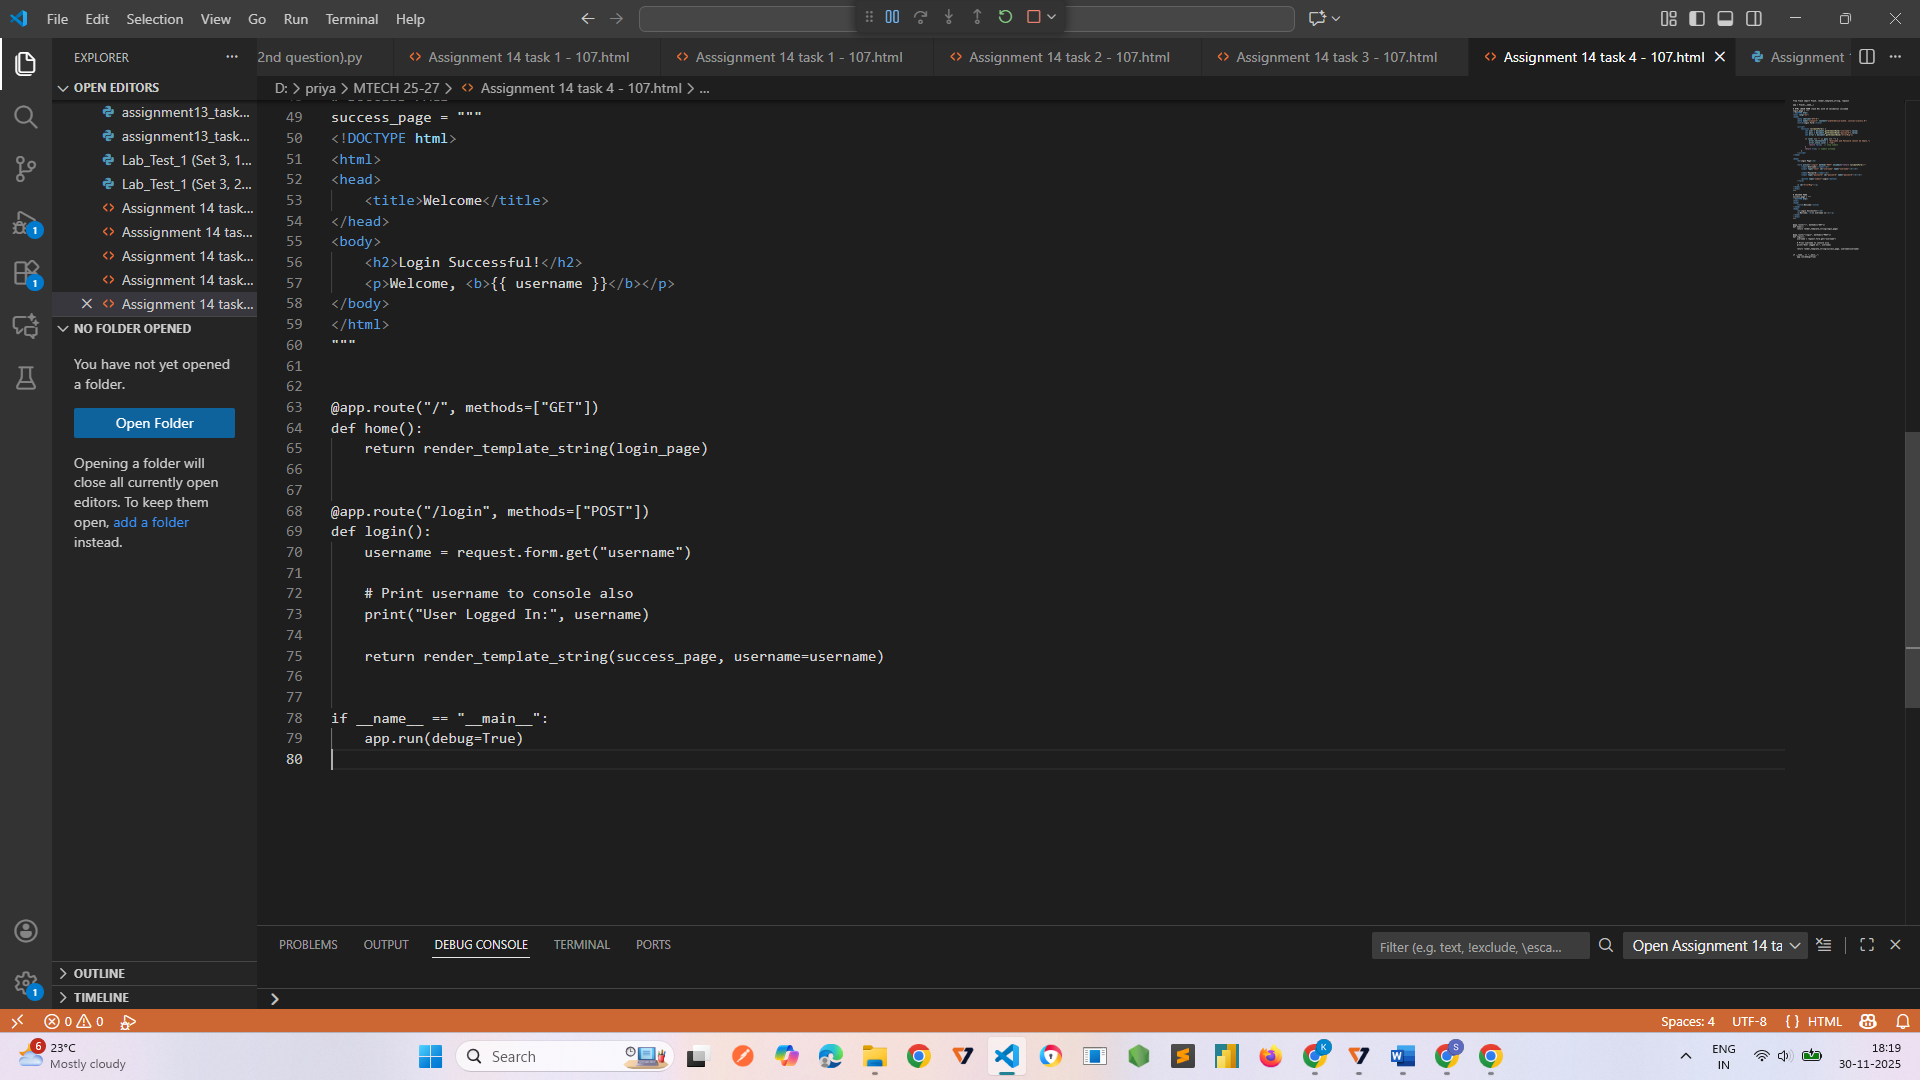 File Edit Selection View Go Run Terminal Help
EXPLORER
2nd question).py
Assignment 14 task 1 - 107.html
Asssignment 14 task 1 - 107.html
Assignment 14 task 2 - 107.html
Assignment 14 task 3 - 107.html
Assignment 14 task 4 - 107.html
Assignment
OPEN EDITORS
D: > priya > MTECH 25-27 > Assignment 14 task 4 - 107.html > ...
assignment13_task...
assignment13_task...
Lab_Test_1 (Set 3, 1...
Lab_Test_1 (Set 3, 2...
Assignment 14 task...
Asssignment 14 tas...
Assignment 14 task...
Assignment 14 task...
Assignment 14 task...
NO FOLDER OPENED
You have not yet opened
a folder.
Open Folder
Opening a folder will
close all currently open
editors. To keep them
open, add a folder
instead.
OUTLINE
TIMELINE
49 success_page = """
50 <!DOCTYPE html>
51 <html>
52 <head>
53     <title>Welcome</title>
54 </head>
55 <body>
56     <h2>Login Successful!</h2>
57     <p>Welcome, <b>{{ username }}</b></p>
58 </body>
59 </html>
60 """
61
62
63 @app.route("/", methods=["GET"])
64 def home():
65     return render_template_string(login_page)
66
67
68 @app.route("/login", methods=["POST"])
69 def login():
70     username = request.form.get("username")
71
72     # Print username to console also
73     print("User Logged In:", username)
74
75     return render_template_string(success_page, username=username)
76
77
78 if __name__ == "__main__":
79     app.run(debug=True)
80
PROBLEMS OUTPUT DEBUG CONSOLE TERMINAL PORTS
Filter (e.g. text, !exclude, \esca...
Open Assignment 14 ta
1
1
1
0 0
Spaces: 4 UTF-8 { } HTML
6
23°C
Mostly cloudy
Search
K
S
ENG
IN
18:19
30-11-2025